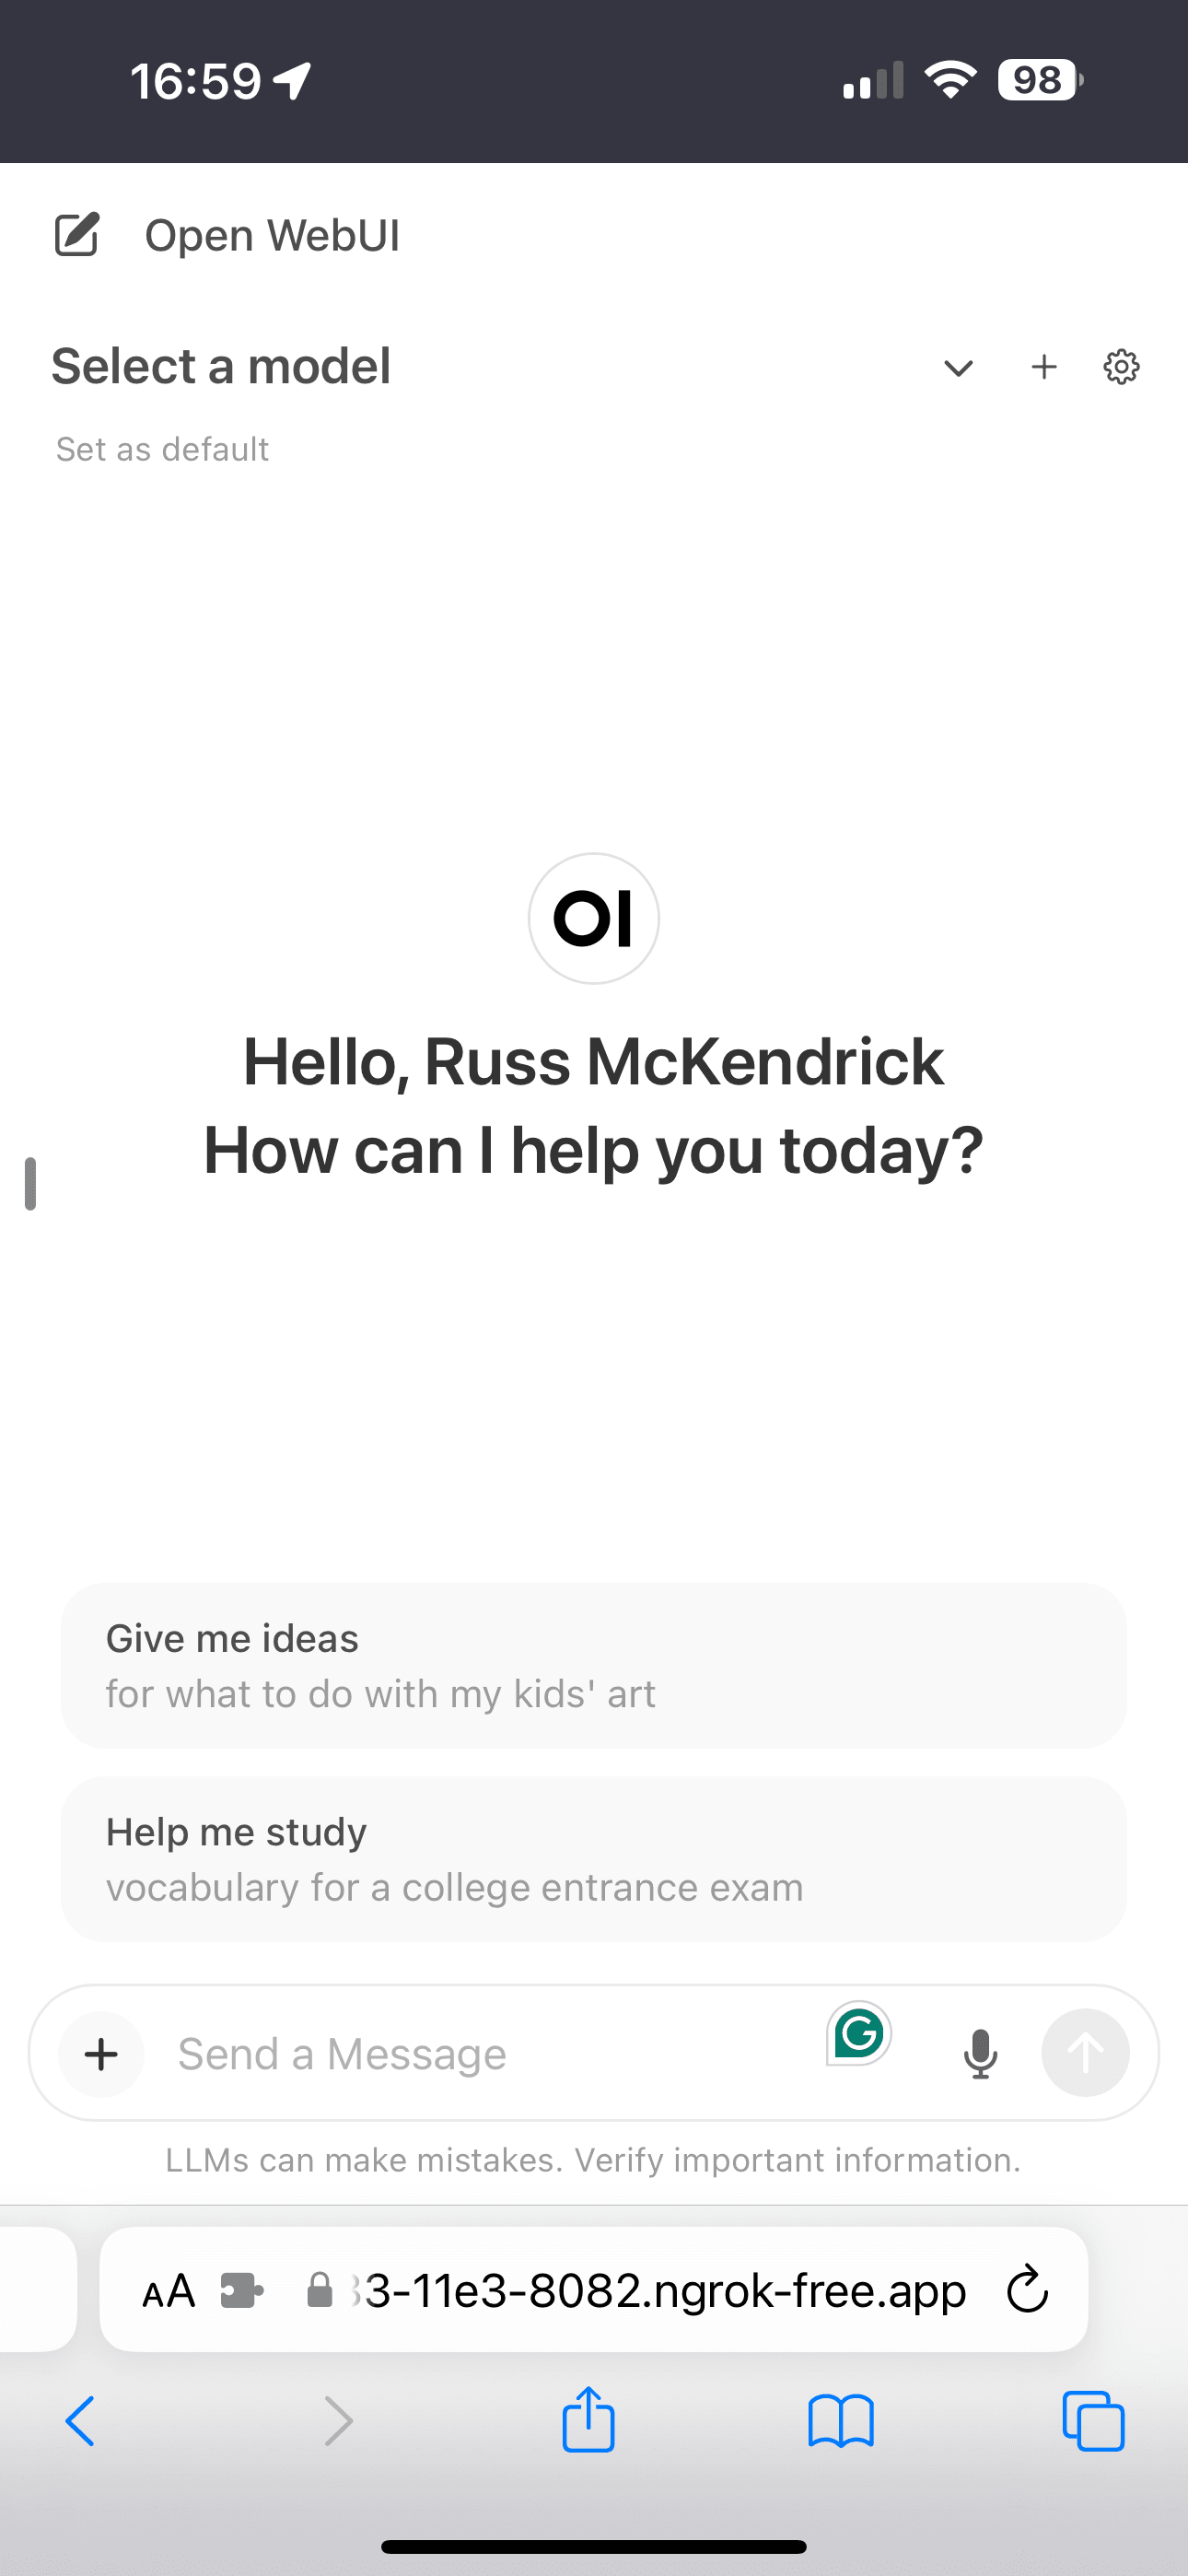 16:59
98
Open WebUI
Select a model
Set as default
OI
Hello, Russ McKendrick
How can I help you today?
Give me ideas
for what to do with my kids' art
Help me study
vocabulary for a college entrance exam
Send a Message
G
LLMs can make mistakes. Verify important information.
AA
3-11e3-8082.ngrok-free.app